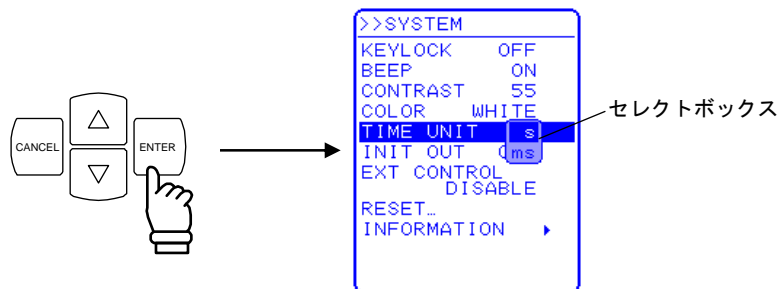 CANCEL
ENTER
>>SYSTEM
KEYLOCK OFF
BEEP ON
CONTRAST 55
COLOR WHITE
TIME UNIT s
ms
INIT OUT
EXT CONTROL
DISABLE
RESET…
INFORMATION
セレクトボックス